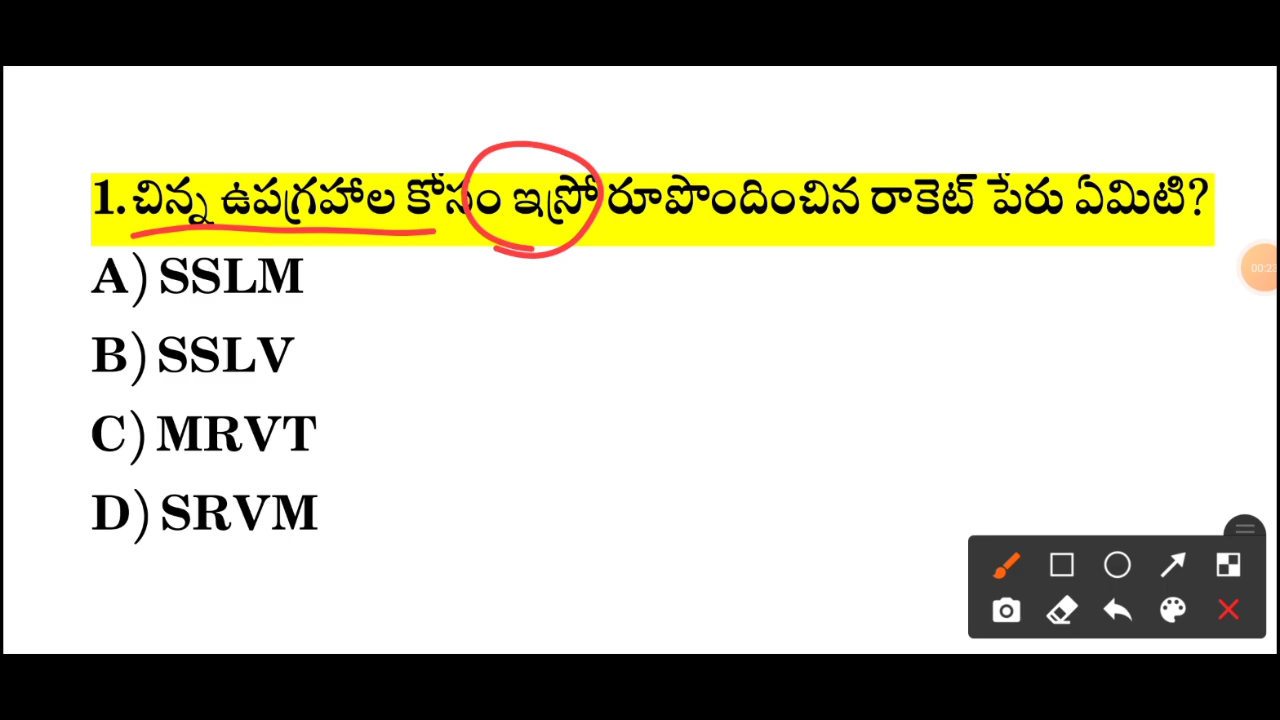 1. చిన్న ఉపగ్రహాల కోసం ఇస్రో రూపొందించిన రాకెట్ పేరు ఏమిటి?
A) SSLM
B) SSLV
C) MRVT
D) SRVM